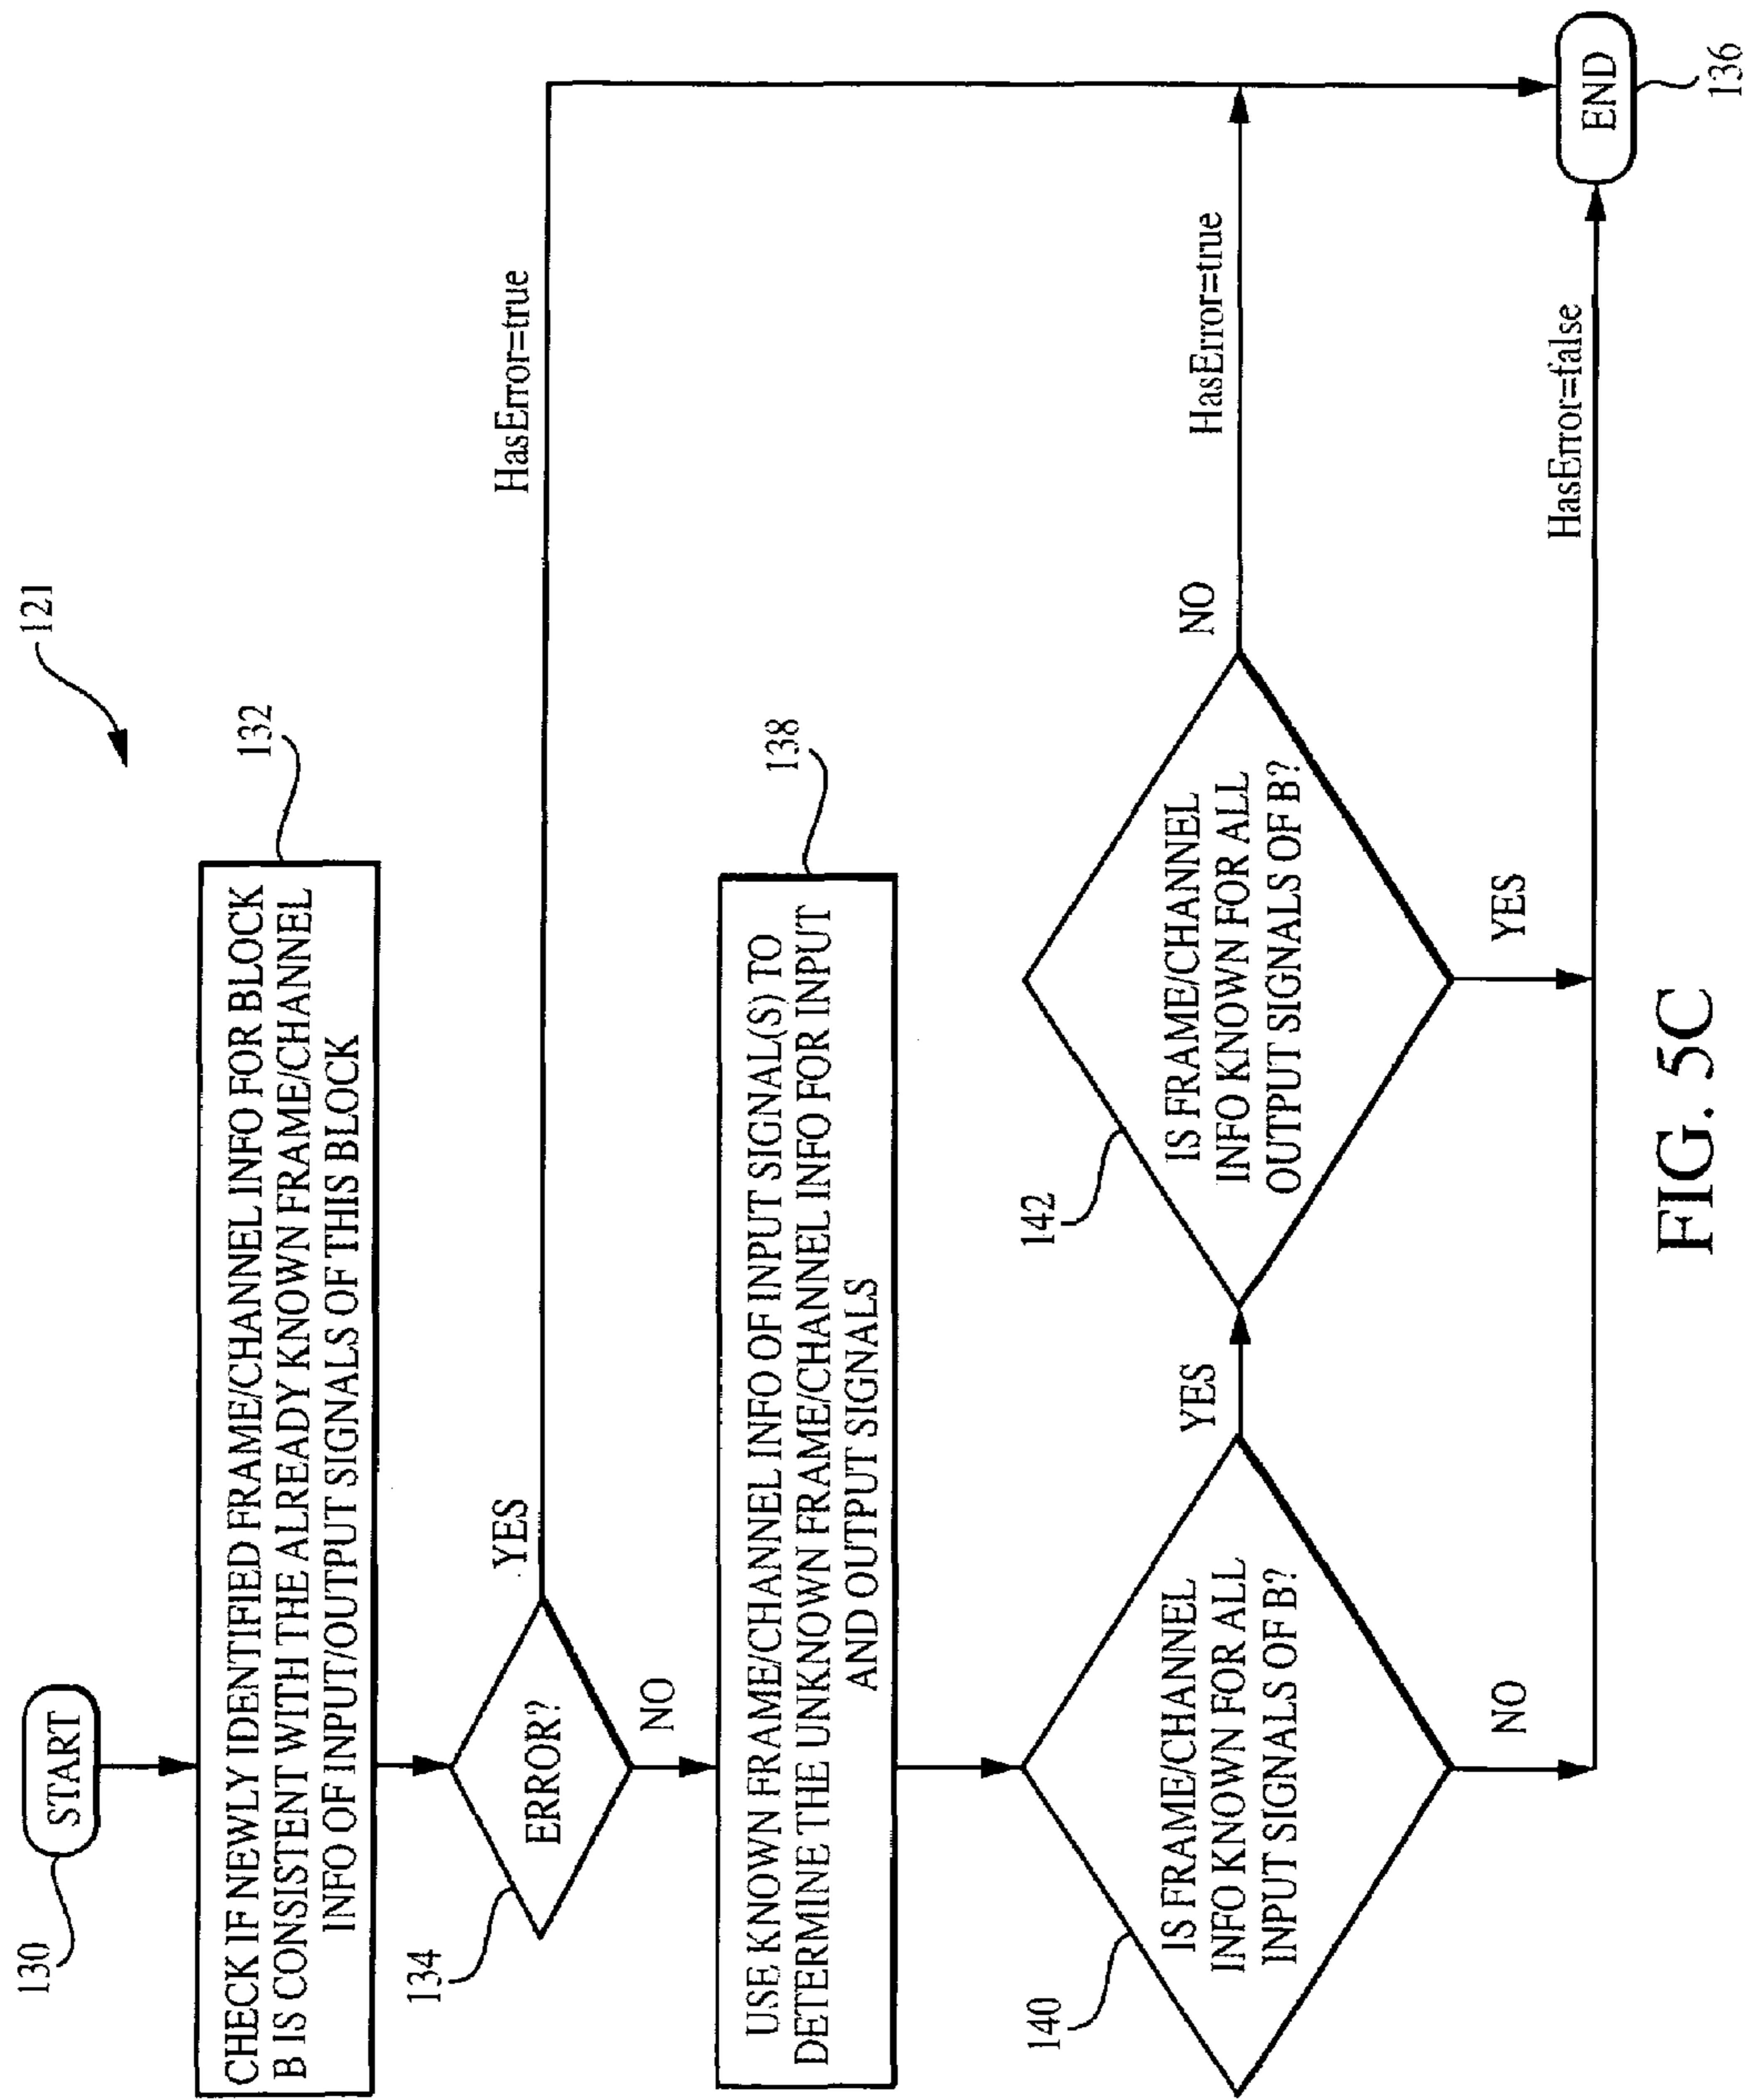 121
START
130
CHECK IF NEWLY IDENTIFIED FRAME/CHANNEL INFO FOR BLOCK
B IS CONSISTENT WITH THE ALREADY KNOWN FRAME/CHANNEL
INFO OF INPUT/OUTPUT SIGNALS OF THIS BLOCK
132
ERROR?
134
YES
HasError=true
NO
USE KNOWN FRAME/CHANNEL INFO OF INPUT SIGNAL(S) TO
DETERMINE THE UNKNOWN FRAME/CHANNEL INFO FOR INPUT
AND OUTPUT SIGNALS
138
IS FRAME/CHANNEL
INFO KNOWN FOR ALL
INPUT SIGNALS OF B?
140
YES
NO
IS FRAME/CHANNEL
INFO KNOWN FOR ALL
OUTPUT SIGNALS OF B?
142
NO
HasError=true
YES
HasError=false
END
136
FIG. 5C